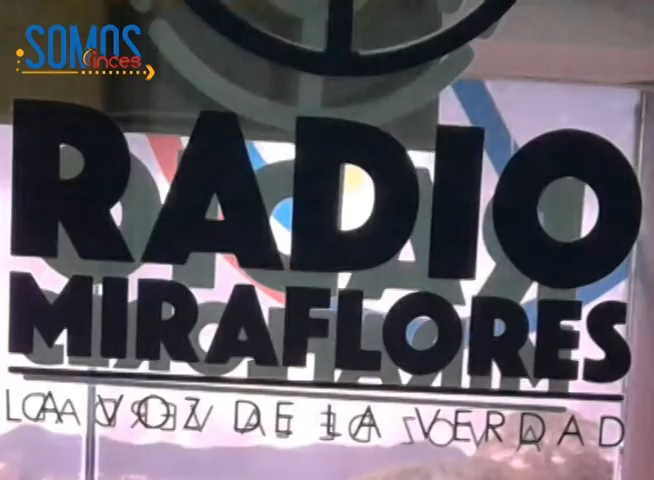 SOMOS
inces
RADIO
MIRAFLORES
LA VOZ DE LA VERDAD